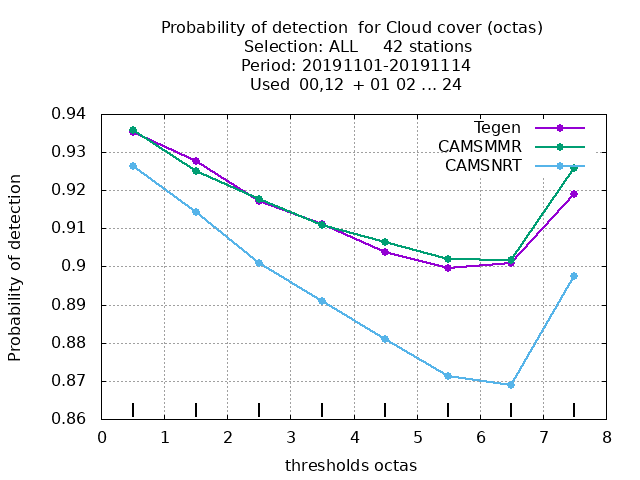 Probability of detection  for Cloud cover (octas)
Selection: ALL     42 stations
Period: 20191101-20191114
Used  00,12  + 01 02 ... 24
Tegen
CAMSMMR
CAMSNRT
Probability of detection
0.94
0.93
0.92
0.91
0.9
0.89
0.88
0.87
0.86
0 1 2 3 4 5 6 7 8
thresholds octas